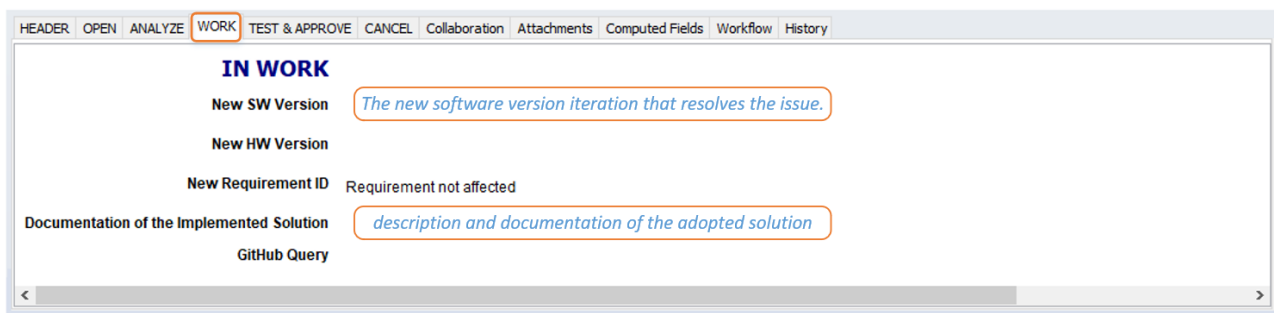 HEADER OPEN ANALYZE WORK TEST & APPROVE CANCEL Collaboration Attachments Computed Fields Workflow History
IN WORK
New SW Version The new software version iteration that resolves the issue.
New HW Version
New Requirement ID Requirement not affected
Documentation of the Implemented Solution description and documentation of the adopted solution
GitHub Query